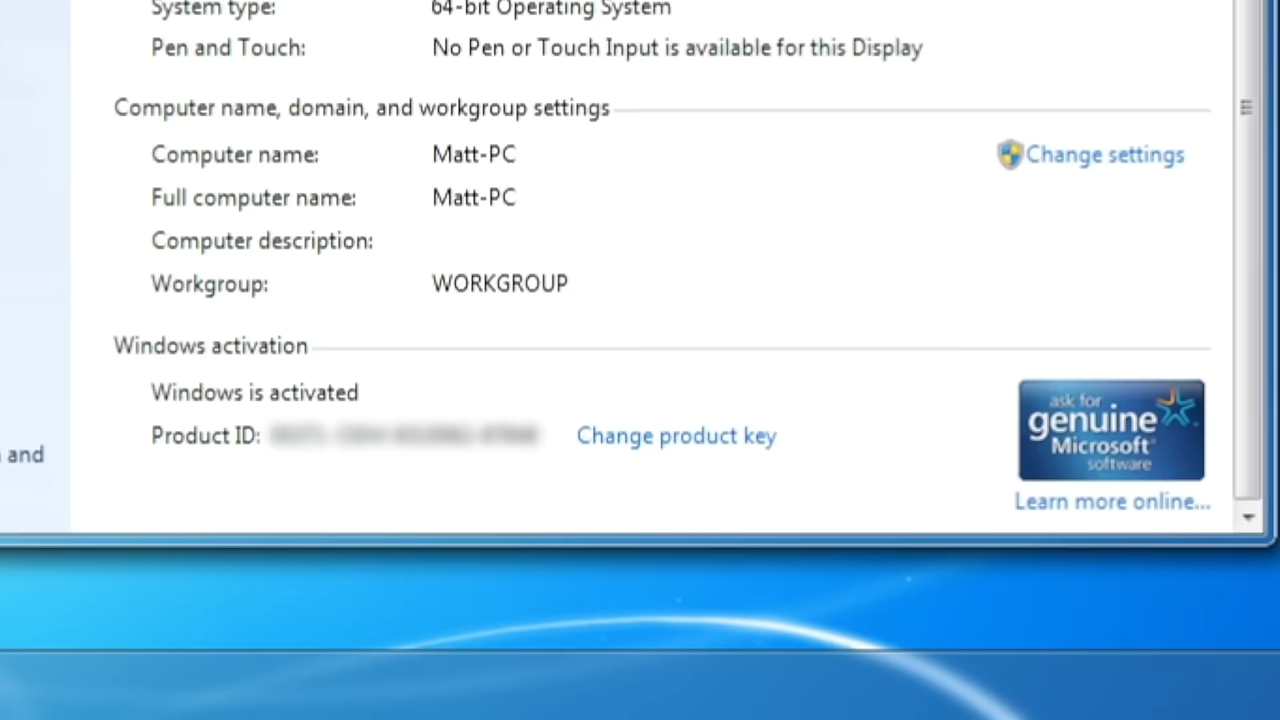 System type: 64-bit Operating System
Pen and Touch: No Pen or Touch Input is available for this Display
Computer name, domain, and workgroup settings
Computer name: Matt-PC Change settings
Full computer name: Matt-PC
Computer description:
Workgroup: WORKGROUP
Windows activation
Windows is activated
Product ID: Change product key
and
ask for
genuine
Microsoft®
software
Learn more online...